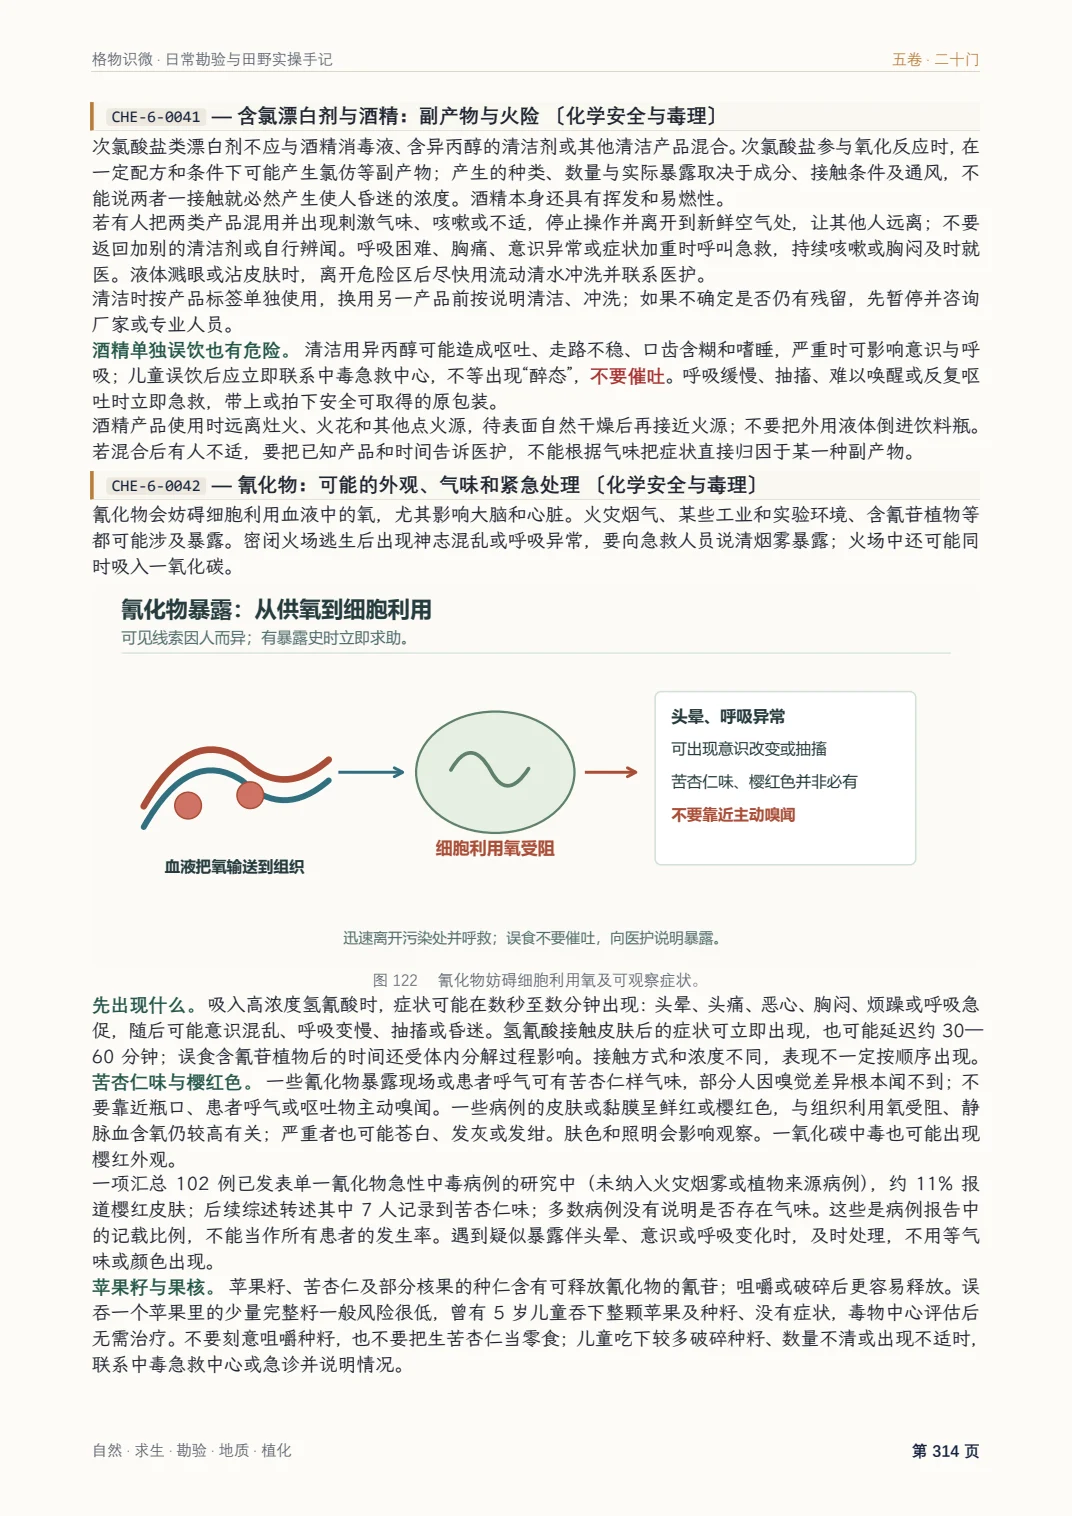 格物识微 · 日常勘验与田野实操手记
五卷 · 二十门
CHE-6-0041 — 含氯漂白剂与酒精：副产物与火险 〔化学安全与毒理〕
次氯酸盐类漂白剂不应与酒精消毒液、含异丙醇的清洁剂或其他清洁产品混合。次氯酸盐参与氧化反应时，在
一定配方和条件下可能产生氯仿等副产物；产生的种类、数量与实际暴露取决于成分、接触条件及通风，不
能说两者一接触就必然产生使人昏迷的浓度。酒精本身还具有挥发和易燃性。
若有人把两类产品混用并出现刺激气味、咳嗽或不适，停止操作并离开到新鲜空气处，让其他人远离；不要
返回加别的清洁剂或自行辨闻。呼吸困难、胸痛、意识异常或症状加重时呼叫急救，持续咳嗽或胸闷及时就
医。液体溅眼或沾皮肤时，离开危险区后尽快用流动清水冲洗并联系医护。
清洁时按产品标签单独使用，换用另一产品前按说明清洁、冲洗；如果不确定是否仍有残留，先暂停并咨询
厂家或专业人员。
酒精单独误饮也有危险。 清洁用异丙醇可能造成呕吐、走路不稳、口齿含糊和嗜睡，严重时可影响意识与呼
吸；儿童误饮后应立即联系中毒急救中心，不等出现“醉态”，不要催吐。呼吸缓慢、抽搐、难以唤醒或反复呕
吐时立即急救，带上或拍下安全可取得的原包装。
酒精产品使用时远离灶火、火花和其他点火源，待表面自然干燥后再接近火源；不要把外用液体倒进饮料瓶。
若混合后有人不适，要把已知产品和时间告诉医护，不能根据气味把症状直接归因于某一种副产物。
CHE-6-0042 — 氰化物：可能的外观、气味和紧急处理 〔化学安全与毒理〕
氰化物会妨碍细胞利用血液中的氧，尤其影响大脑和心脏。火灾烟气、某些工业和实验环境、含氰苷植物等
都可能涉及暴露。密闭火场逃生后出现神志混乱或呼吸异常，要向急救人员说清烟雾暴露；火场中还可能同
时吸入一氧化碳。
氰化物暴露：从供氧到细胞利用
可见线索因人而异；有暴露史时立即求助。
头晕、呼吸异常
可出现意识改变或抽搐
苦杏仁味、樱红色并非必有
不要靠近主动嗅闻
细胞利用氧受阻
血液把氧输送到组织
迅速离开污染处并呼救；误食不要催吐，向医护说明暴露。
图 122 氰化物妨碍细胞利用氧及可观察症状。
先出现什么。 吸入高浓度氢氰酸时，症状可能在数秒至数分钟出现：头晕、头痛、恶心、胸闷、烦躁或呼吸急
促，随后可能意识混乱、呼吸变慢、抽搐或昏迷。氢氰酸接触皮肤后的症状可立即出现，也可能延迟约 30—
60 分钟；误食含氰苷植物后的时间还受体内分解过程影响。接触方式和浓度不同，表现不一定按顺序出现。
苦杏仁味与樱红色。 一些氰化物暴露现场或患者呼气可有苦杏仁样气味，部分人因嗅觉差异根本闻不到；不
要靠近瓶口、患者呼气或呕吐物主动嗅闻。一些病例的皮肤或黏膜呈鲜红或樱红色，与组织利用氧受阻、静
脉血含氧仍较高有关；严重者也可能苍白、发灰或发绀。肤色和照明会影响观察。一氧化碳中毒也可能出现
樱红外观。
一项汇总 102 例已发表单一氰化物急性中毒病例的研究中（未纳入火灾烟雾或植物来源病例），约 11% 报
道樱红皮肤；后续综述转述其中 7 人记录到苦杏仁味；多数病例没有说明是否存在气味。这些是病例报告中
的记载比例，不能当作所有患者的发生率。遇到疑似暴露伴头晕、意识或呼吸变化时，及时处理，不用等气
味或颜色出现。
苹果籽与果核。 苹果籽、苦杏仁及部分核果的种仁含有可释放氰化物的氰苷；咀嚼或破碎后更容易释放。误
吞一个苹果里的少量完整籽一般风险很低，曾有 5 岁儿童吞下整颗苹果及种籽、没有症状，毒物中心评估后
无需治疗。不要刻意咀嚼种籽，也不要把生苦杏仁当零食；儿童吃下较多破碎种籽、数量不清或出现不适时，
联系中毒急救中心或急诊并说明情况。
自然 · 求生 · 勘验 · 地质 · 植化
第 314 页